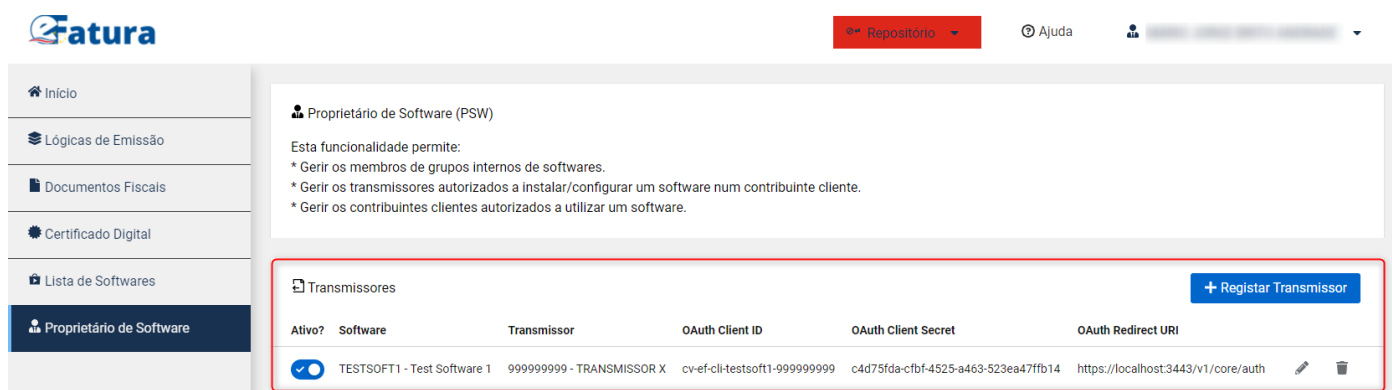 eFatura
Repositório
Ajuda
Início
Lógicas de Emissão
Documentos Fiscais
Certificado Digital
Lista de Softwares
Proprietário de Software
Proprietário de Software (PSW)
Esta funcionalidade permite:
* Gerir os membros de grupos internos de softwares.
* Gerir os transmissores autorizados a instalar/configurar um software num contribuinte cliente.
* Gerir os contribuintes clientes autorizados a utilizar um software.
Transmissores
+ Registar Transmissor
Ativo? Software Transmissor OAuth Client ID OAuth Client Secret OAuth Redirect URI
TESTSOFT1 - Test Software 1 999999999 - TRANSMISSOR X cv-ef-cli-testsoft1-999999999 c4d75fda-cfbf-4525-a463-523ea47ffb14 https://localhost:3443/v1/core/auth